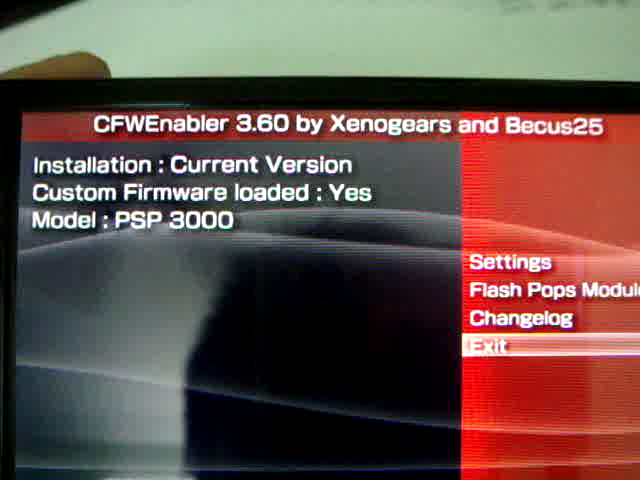 CFWEnabler 3.60 by Xenogears and Becus25
Installation : Current Version
Custom Firmware loaded : Yes
Model : PSP 3000
Settings
Flash Pops
Changelog
Exit